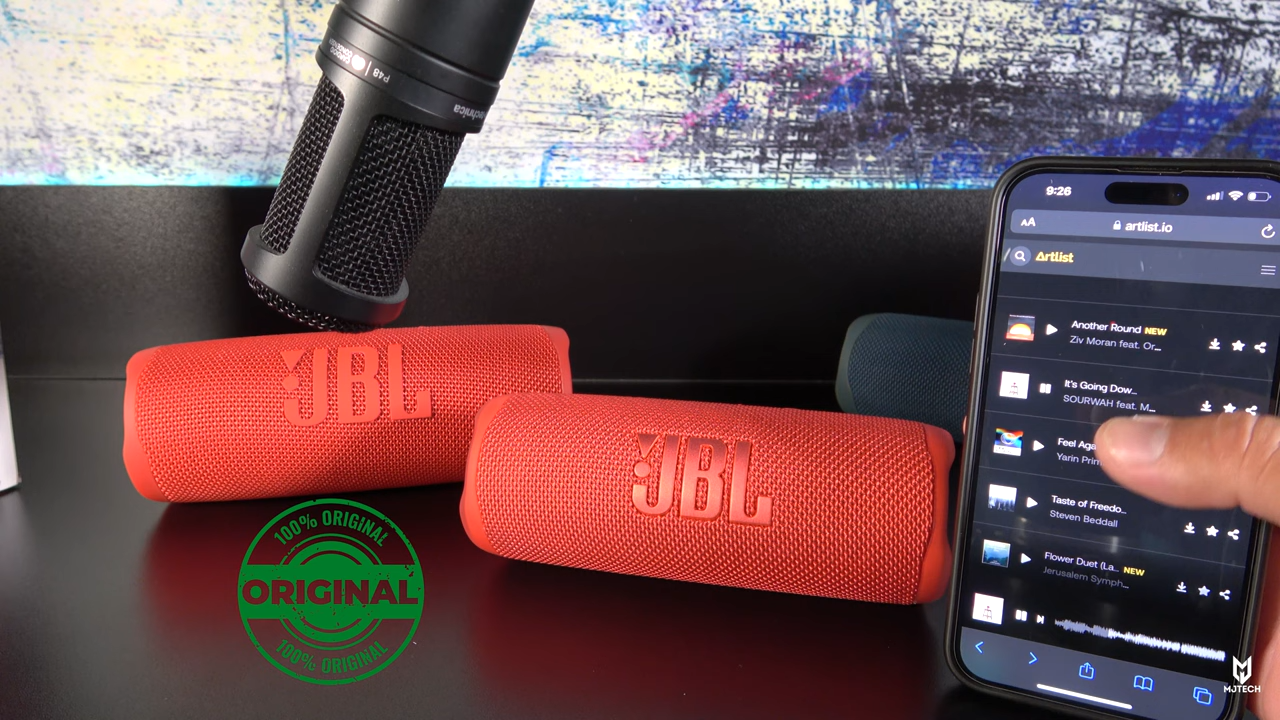 P48
technica
JBL
JBL
100% ORIGINAL
ORIGINAL
100% ORIGINAL
9:26
AA
artlist.io
Artlist
Another Round NEW
Ziv Moran feat. Or...
It's Going Dow...
SOURWAH feat. M...
Feel Aga
Yarin Prim
Taste of Freedo...
Steven Beddall
Flower Duet (La.. NEW
Jerusalem Symph...
MJTECH